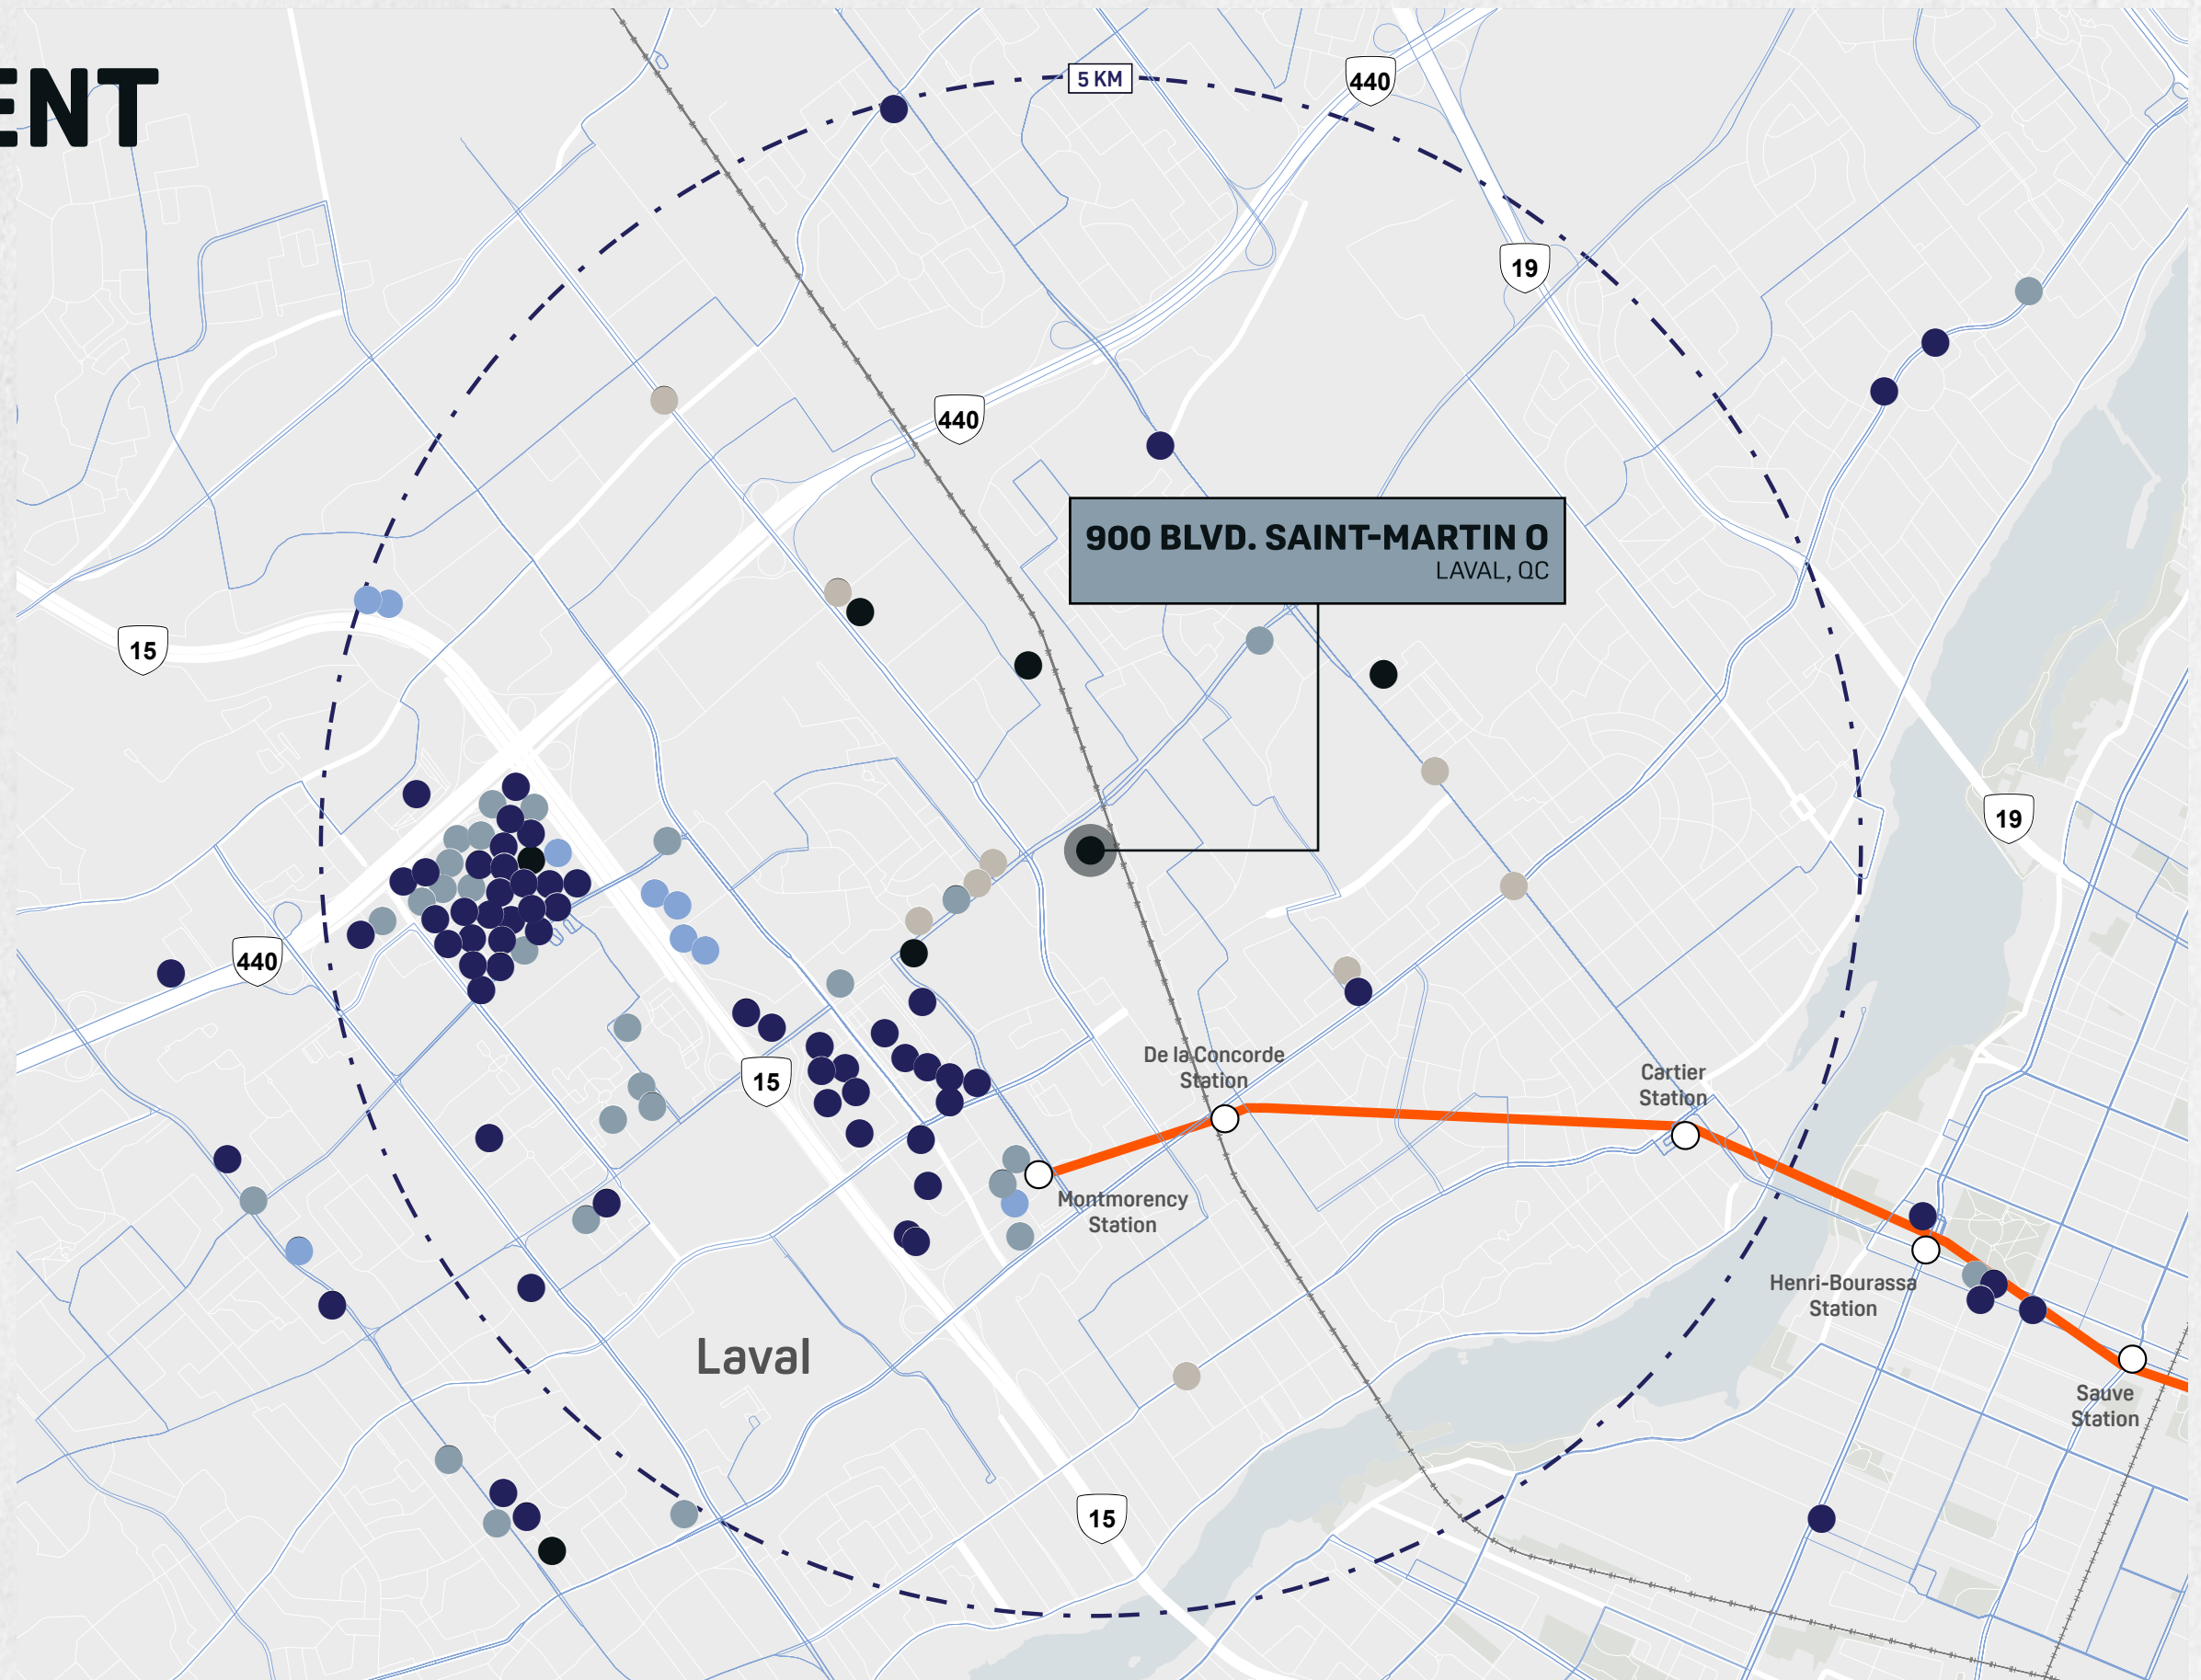 ENT
5 KM
440
19
440
900 BLVD. SAINT-MARTIN O
LAVAL, QC
15
19
440
De la Concorde
Station
Cartier
Station
15
Montmorency
Station
Henri-Bourassa
Station
Laval
Sauve
Station
15